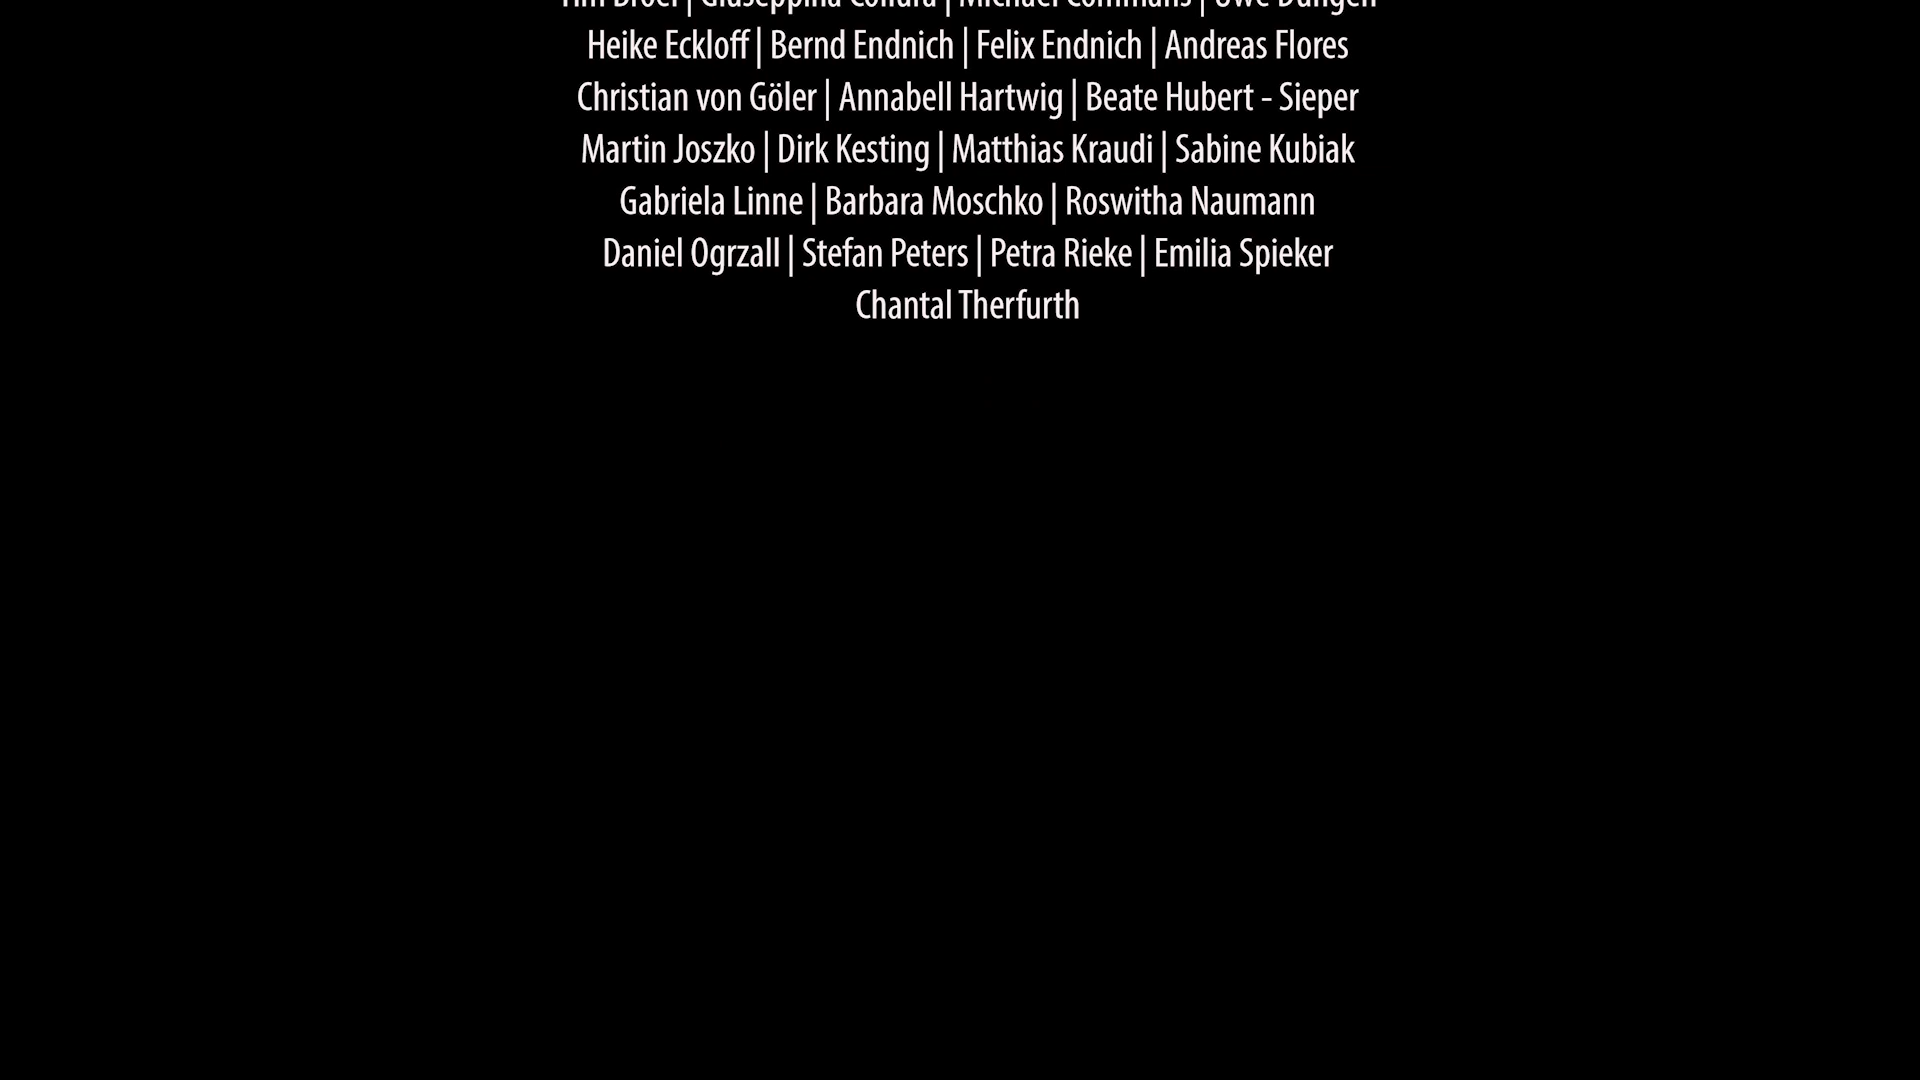 Heike Eckloff | Bernd Endnich | Felix Endnich | Andreas Flores
Christian von Göler | Annabell Hartwig | Beate Hubert - Sieper
Martin Joszko | Dirk Kesting | Matthias Kraudi | Sabine Kubiak
Gabriela Linne | Barbara Moschko | Roswitha Naumann
Daniel Ogrzall | Stefan Peters | Petra Rieke | Emilia Spieker
Chantal Therfurth